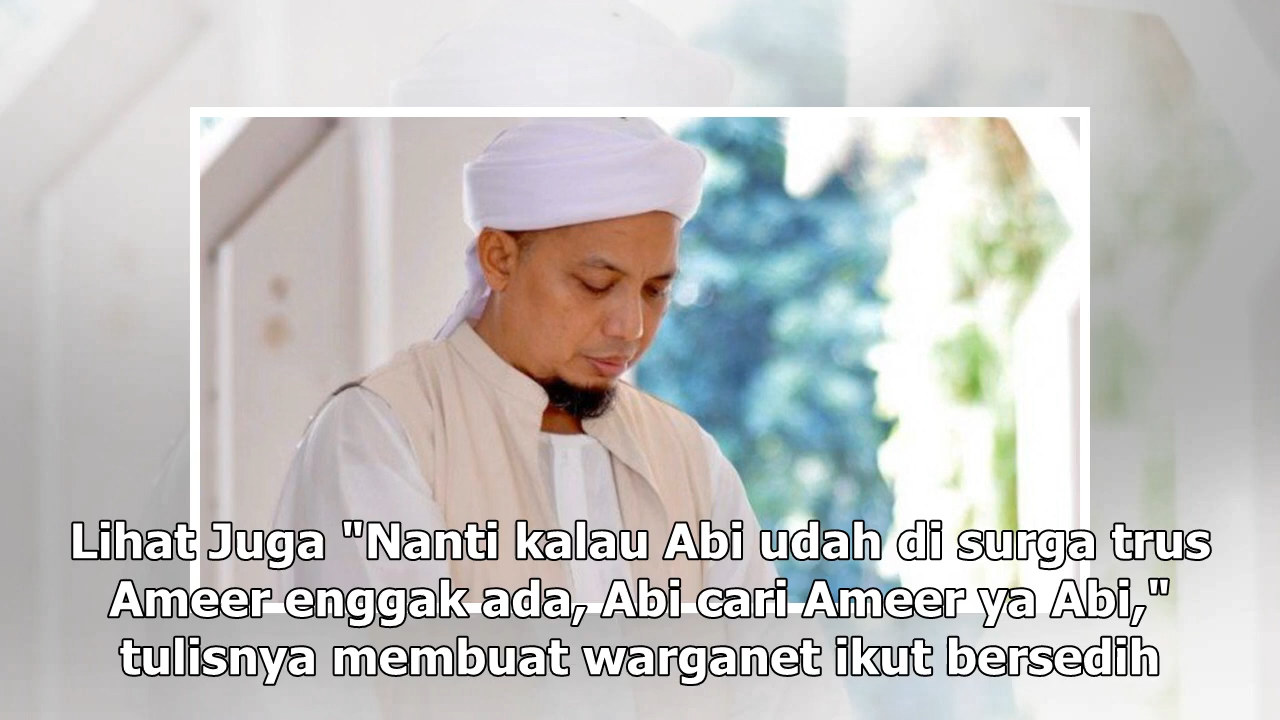 Lihat Juga "Nanti kalau Abi udah di surga trus
Ameer enggak ada, Abi cari Ameer ya Abi,"
tulisnya membuat warganet ikut bersedih